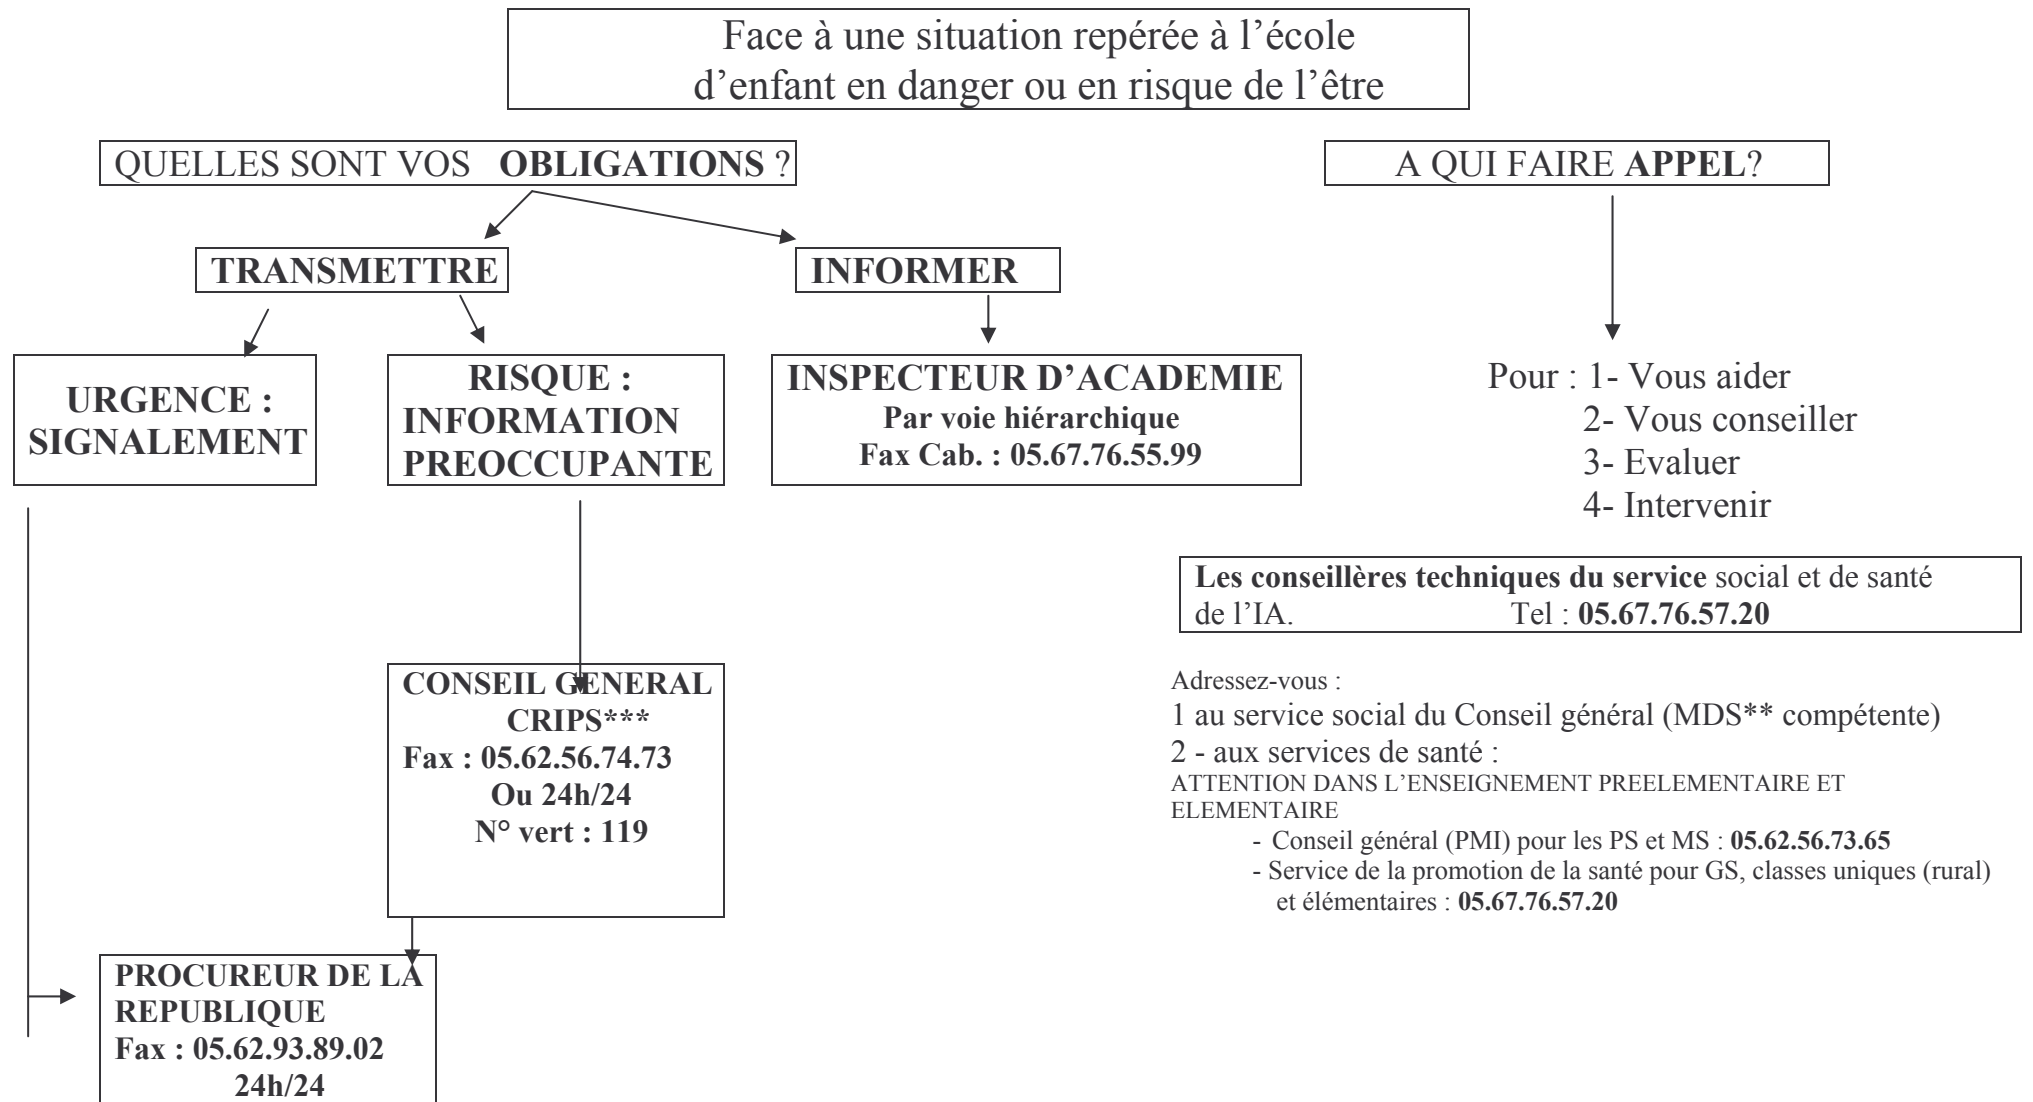 Face à une situation repérée à l’école
d’enfant en danger ou en risque de l’être
QUELLES SONT VOS OBLIGATIONS ?
A QUI FAIRE APPEL?
TRANSMETTRE
INFORMER
URGENCE :
SIGNALEMENT
RISQUE :
INFORMATION
PREOCCUPANTE
INSPECTEUR D’ACADEMIE
Par voie hiérarchique
Fax Cab. : 05.67.76.55.99
Pour : 1- Vous aider
2- Vous conseiller
3- Evaluer
4- Intervenir
Les conseillères techniques du service social et de santé
de l’IA. Tel : 05.67.76.57.20
CONSEIL GENERAL
CRIPS***
Fax : 05.62.56.74.73
Ou 24h/24
N° vert : 119
Adressez-vous :
1 au service social du Conseil général (MDS** compétente)
2 - aux services de santé :
ATTENTION DANS L’ENSEIGNEMENT PREELEMENTAIRE ET
ELEMENTAIRE
- Conseil général (PMI) pour les PS et MS : 05.62.56.73.65
- Service de la promotion de la santé pour GS, classes uniques (rural)
et élémentaires : 05.67.76.57.20
PROCUREUR DE LA
REPUBLIQUE
Fax : 05.62.93.89.02
24h/24